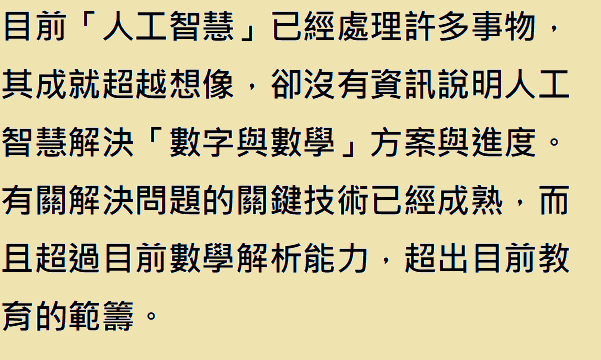 目前「人工智慧」已經處理許多事物，
其成就超越想像，卻沒有資訊說明人工
智慧解決「數字與數學」方案與進度。
有關解決問題的關鍵技術已經成熟，而
且超過目前數學解析能力，超出目前教
育的範籌。